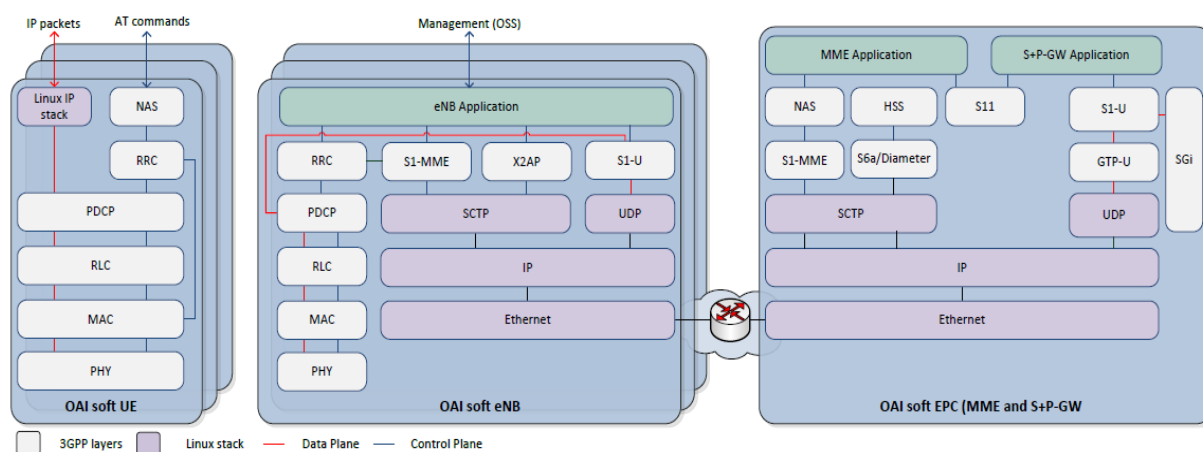 IP packets
AT commands
Linux IP
stack
NAS
RRC
PDCP
RLC
MAC
PHY
OAI soft UE
Management (OSS)
eNB Application
RRC
S1-MME
X2AP
S1-U
PDCP
SCTP
UDP
RLC
IP
MAC
Ethernet
PHY
OAI soft eNB
MME Application
S+P-GW Application
NAS
HSS
S11
S1-U
S1-MME
S6a/Diameter
GTP-U
SGi
SCTP
UDP
IP
Ethernet
OAI soft EPC (MME and S+P-GW
3GPP layers
Linux stack
Data Plane
Control Plane